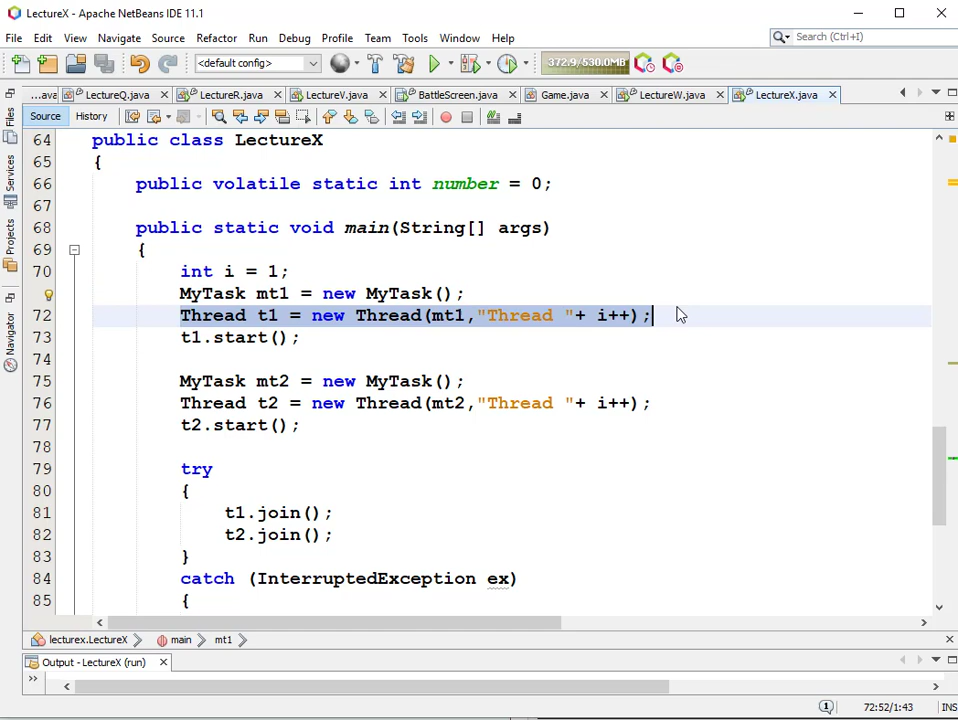 LectureX - Apache NetBeans IDE 11.1
File Edit View Navigate Source Refactor Run Debug Profile Team Tools Window Help
Search (Ctrl+I)
<default config>
372.9/530.0MB
...ava LectureQ.java LectureR.java LectureV.java BattleScreen.java Game.java LectureW.java LectureX.java
Source History
Files
Services
Projects
Navigator
64 public class LectureX
65 {
66 public volatile static int number = 0;
67
68 public static void main(String[] args)
69 {
70 int i = 1;
MyTask mt1 = new MyTask();
72 Thread t1 = new Thread(mt1,"Thread "+ i++);
73 t1.start();
74
75 MyTask mt2 = new MyTask();
76 Thread t2 = new Thread(mt2,"Thread "+ i++);
77 t2.start();
78
79 try
80 {
81 t1.join();
82 t2.join();
83 }
84 catch (InterruptedException ex)
85 {
lecturex.LectureX main mt1
Output - LectureX (run)
>>
1 72:52/1:43 INS